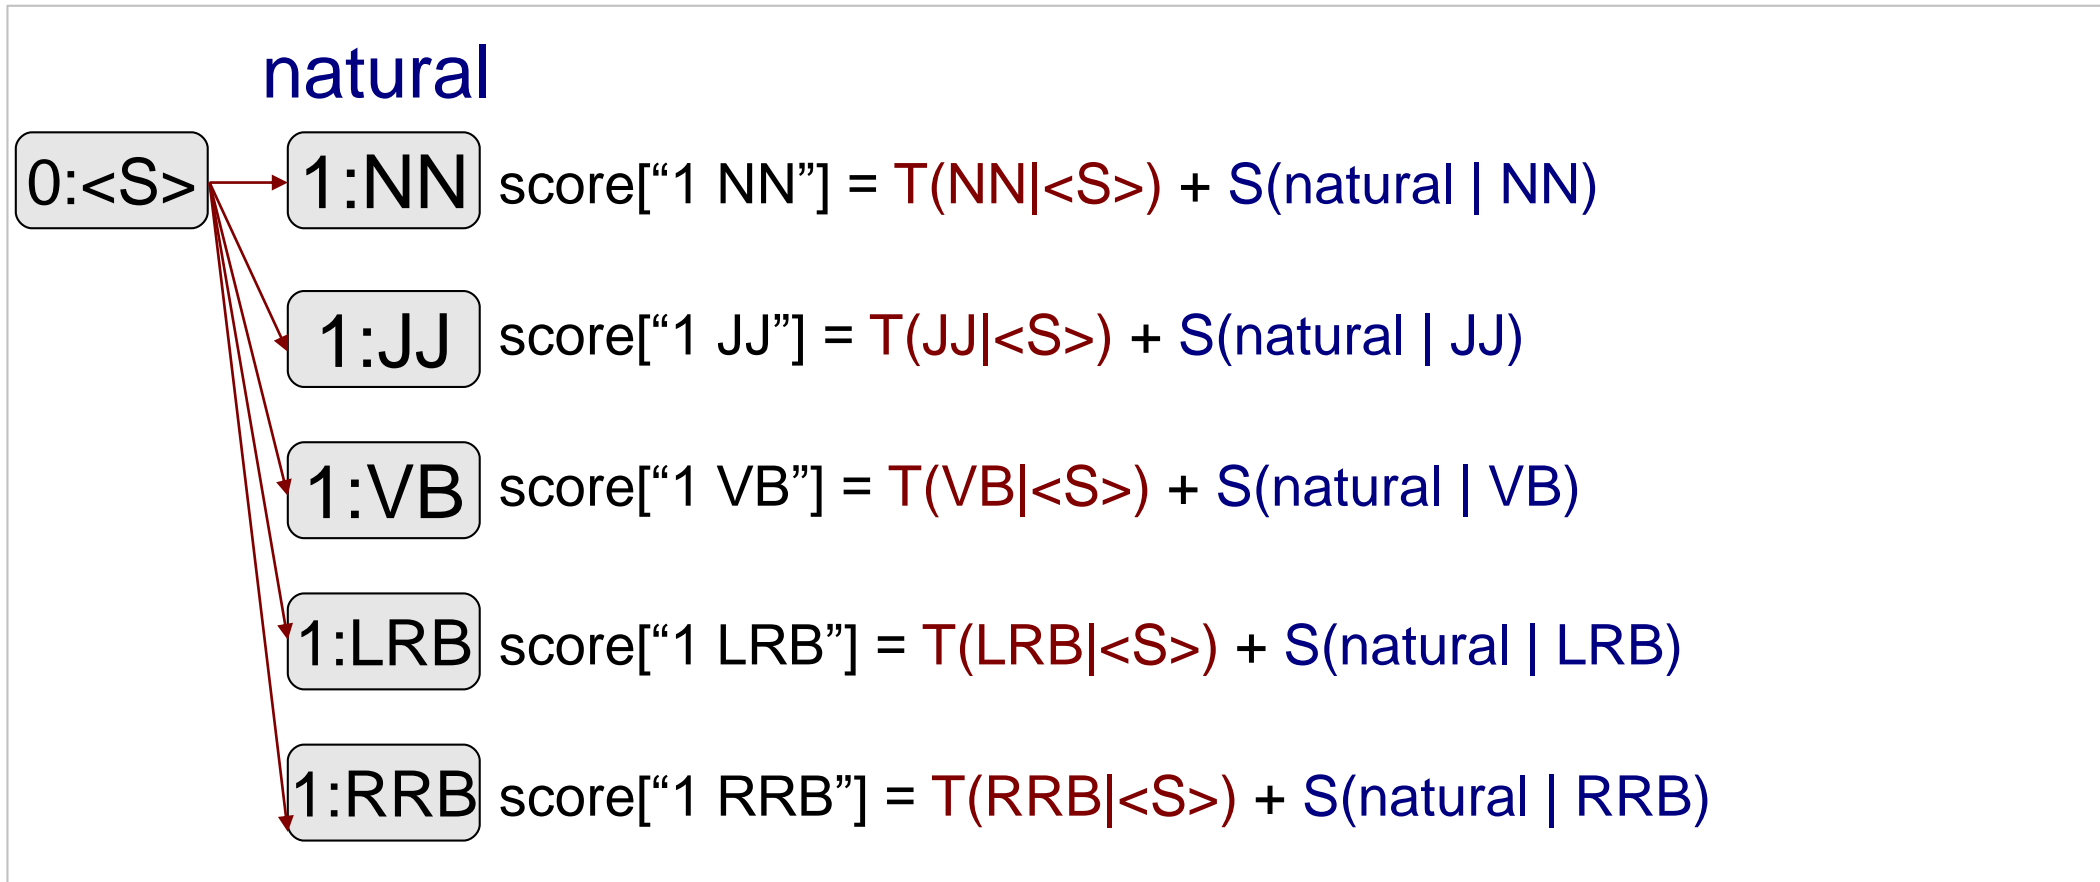 natural
0:<S> 1:NN score[“1 NN”] = T(NN|<S>) + S(natural | NN)
1:JJ score[“1 JJ”] = T(JJ|<S>) + S(natural | JJ)
1:VB score[“1 VB”] = T(VB|<S>) + S(natural | VB)
1:LRB score[“1 LRB”] = T(LRB|<S>) + S(natural | LRB)
1:RRB score[“1 RRB”] = T(RRB|<S>) + S(natural | RRB)